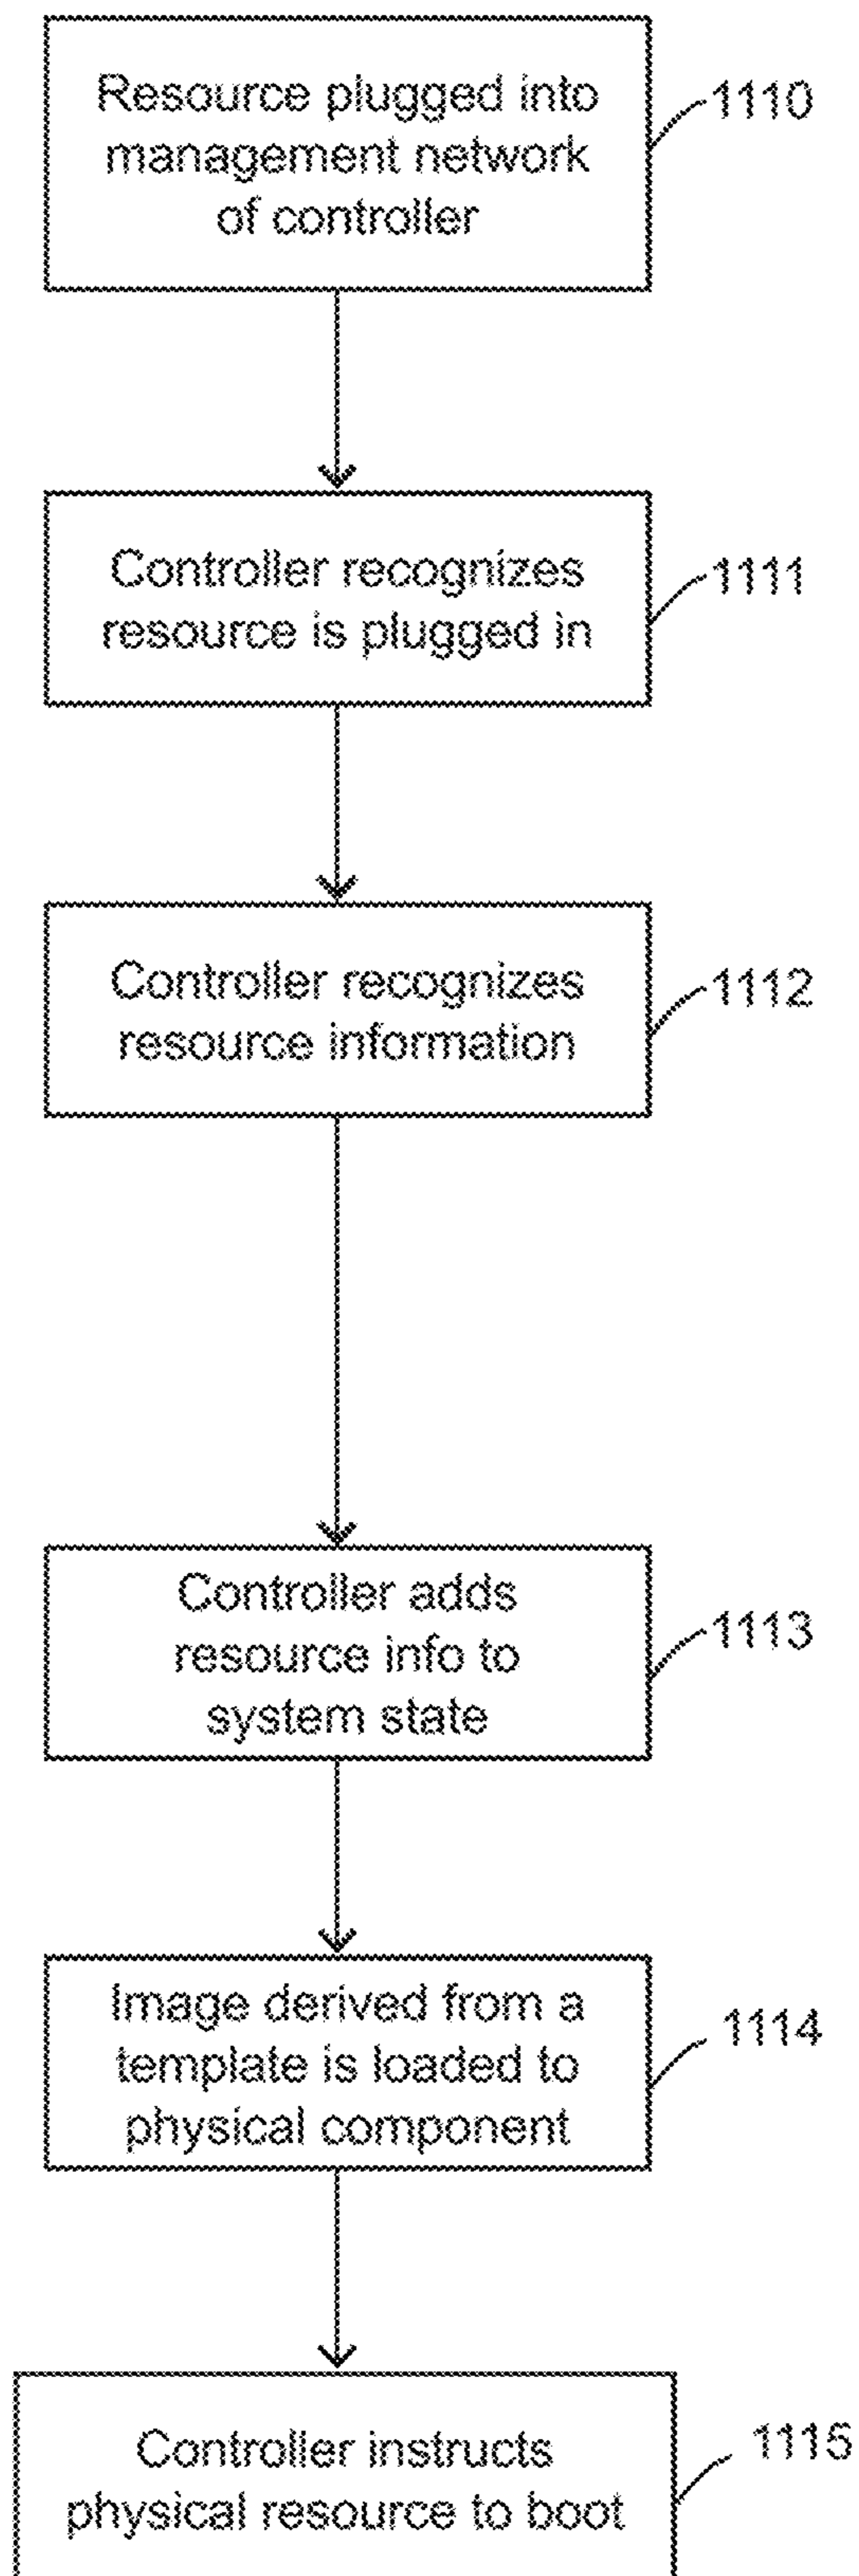 Resource plugged into
management network
of controller
1110
Controller recognizes
resource is plugged in
1111
Controller recognizes
resource information
1112
Controller adds
resource info to
system state
1113
Image derived from a
template is loaded to
physical component
1114
Controller instructs
physical resource to boot
1115